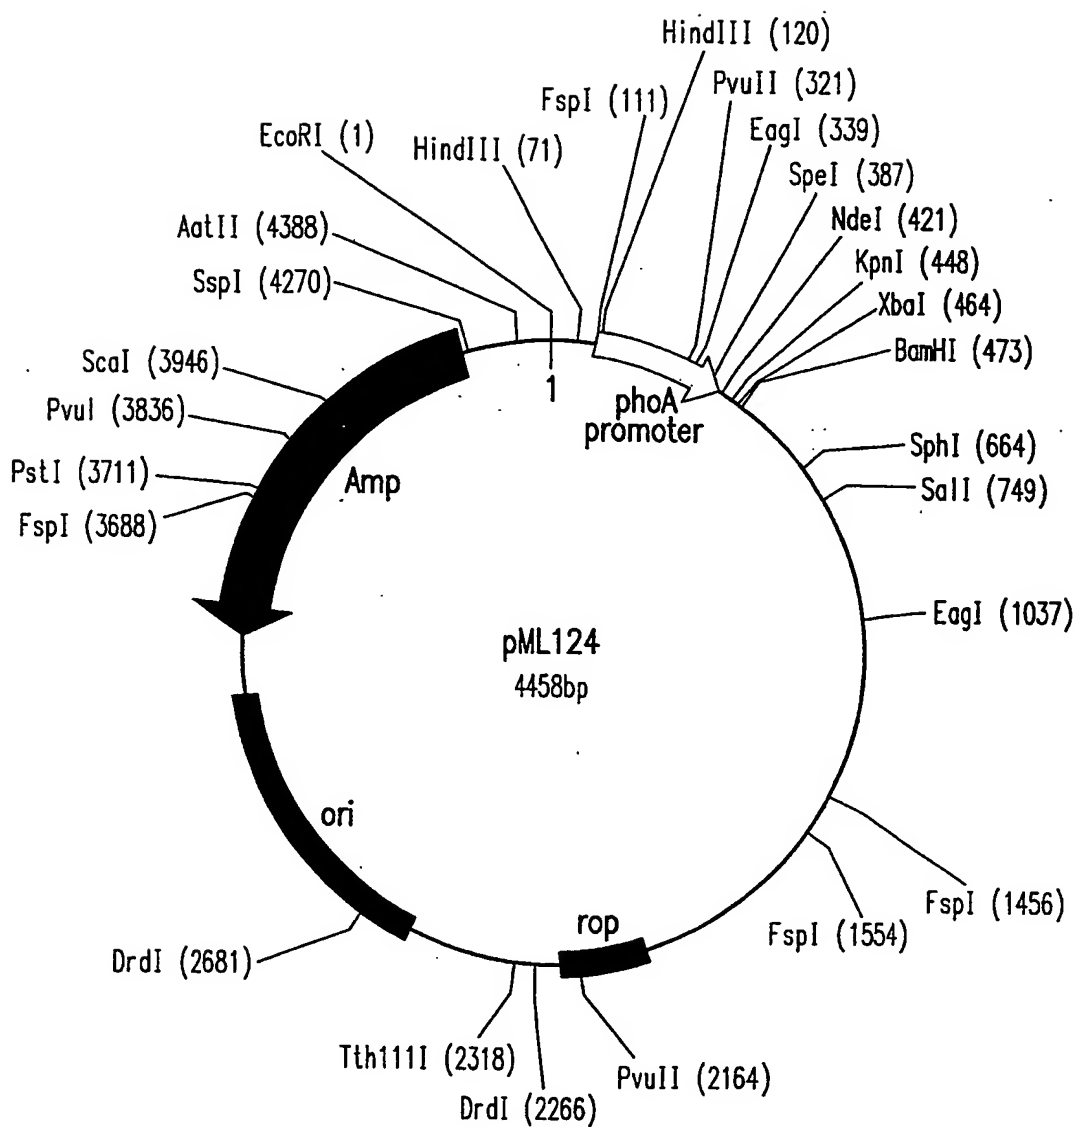 HindIII (120)
FspI (111)
PvuII (321)
EcoRI (1)
HindIII (71)
EagI (339)
SpeI (387)
AatII (4388)
NdeI (421)
SspI (4270)
KpnI (448)
XbaI (464)
ScaI (3946)
BamHI (473)
1
phoA
promoter
PvuI (3836)
SphI (664)
PstI (3711)
Amp
SalI (749)
FspI (3688)
EagI (1037)
pML124
4458bp
ori
FspI (1456)
rop
FspI (1554)
DrdI (2681)
Tth111I (2318)
PvuII (2164)
DrdI (2266)